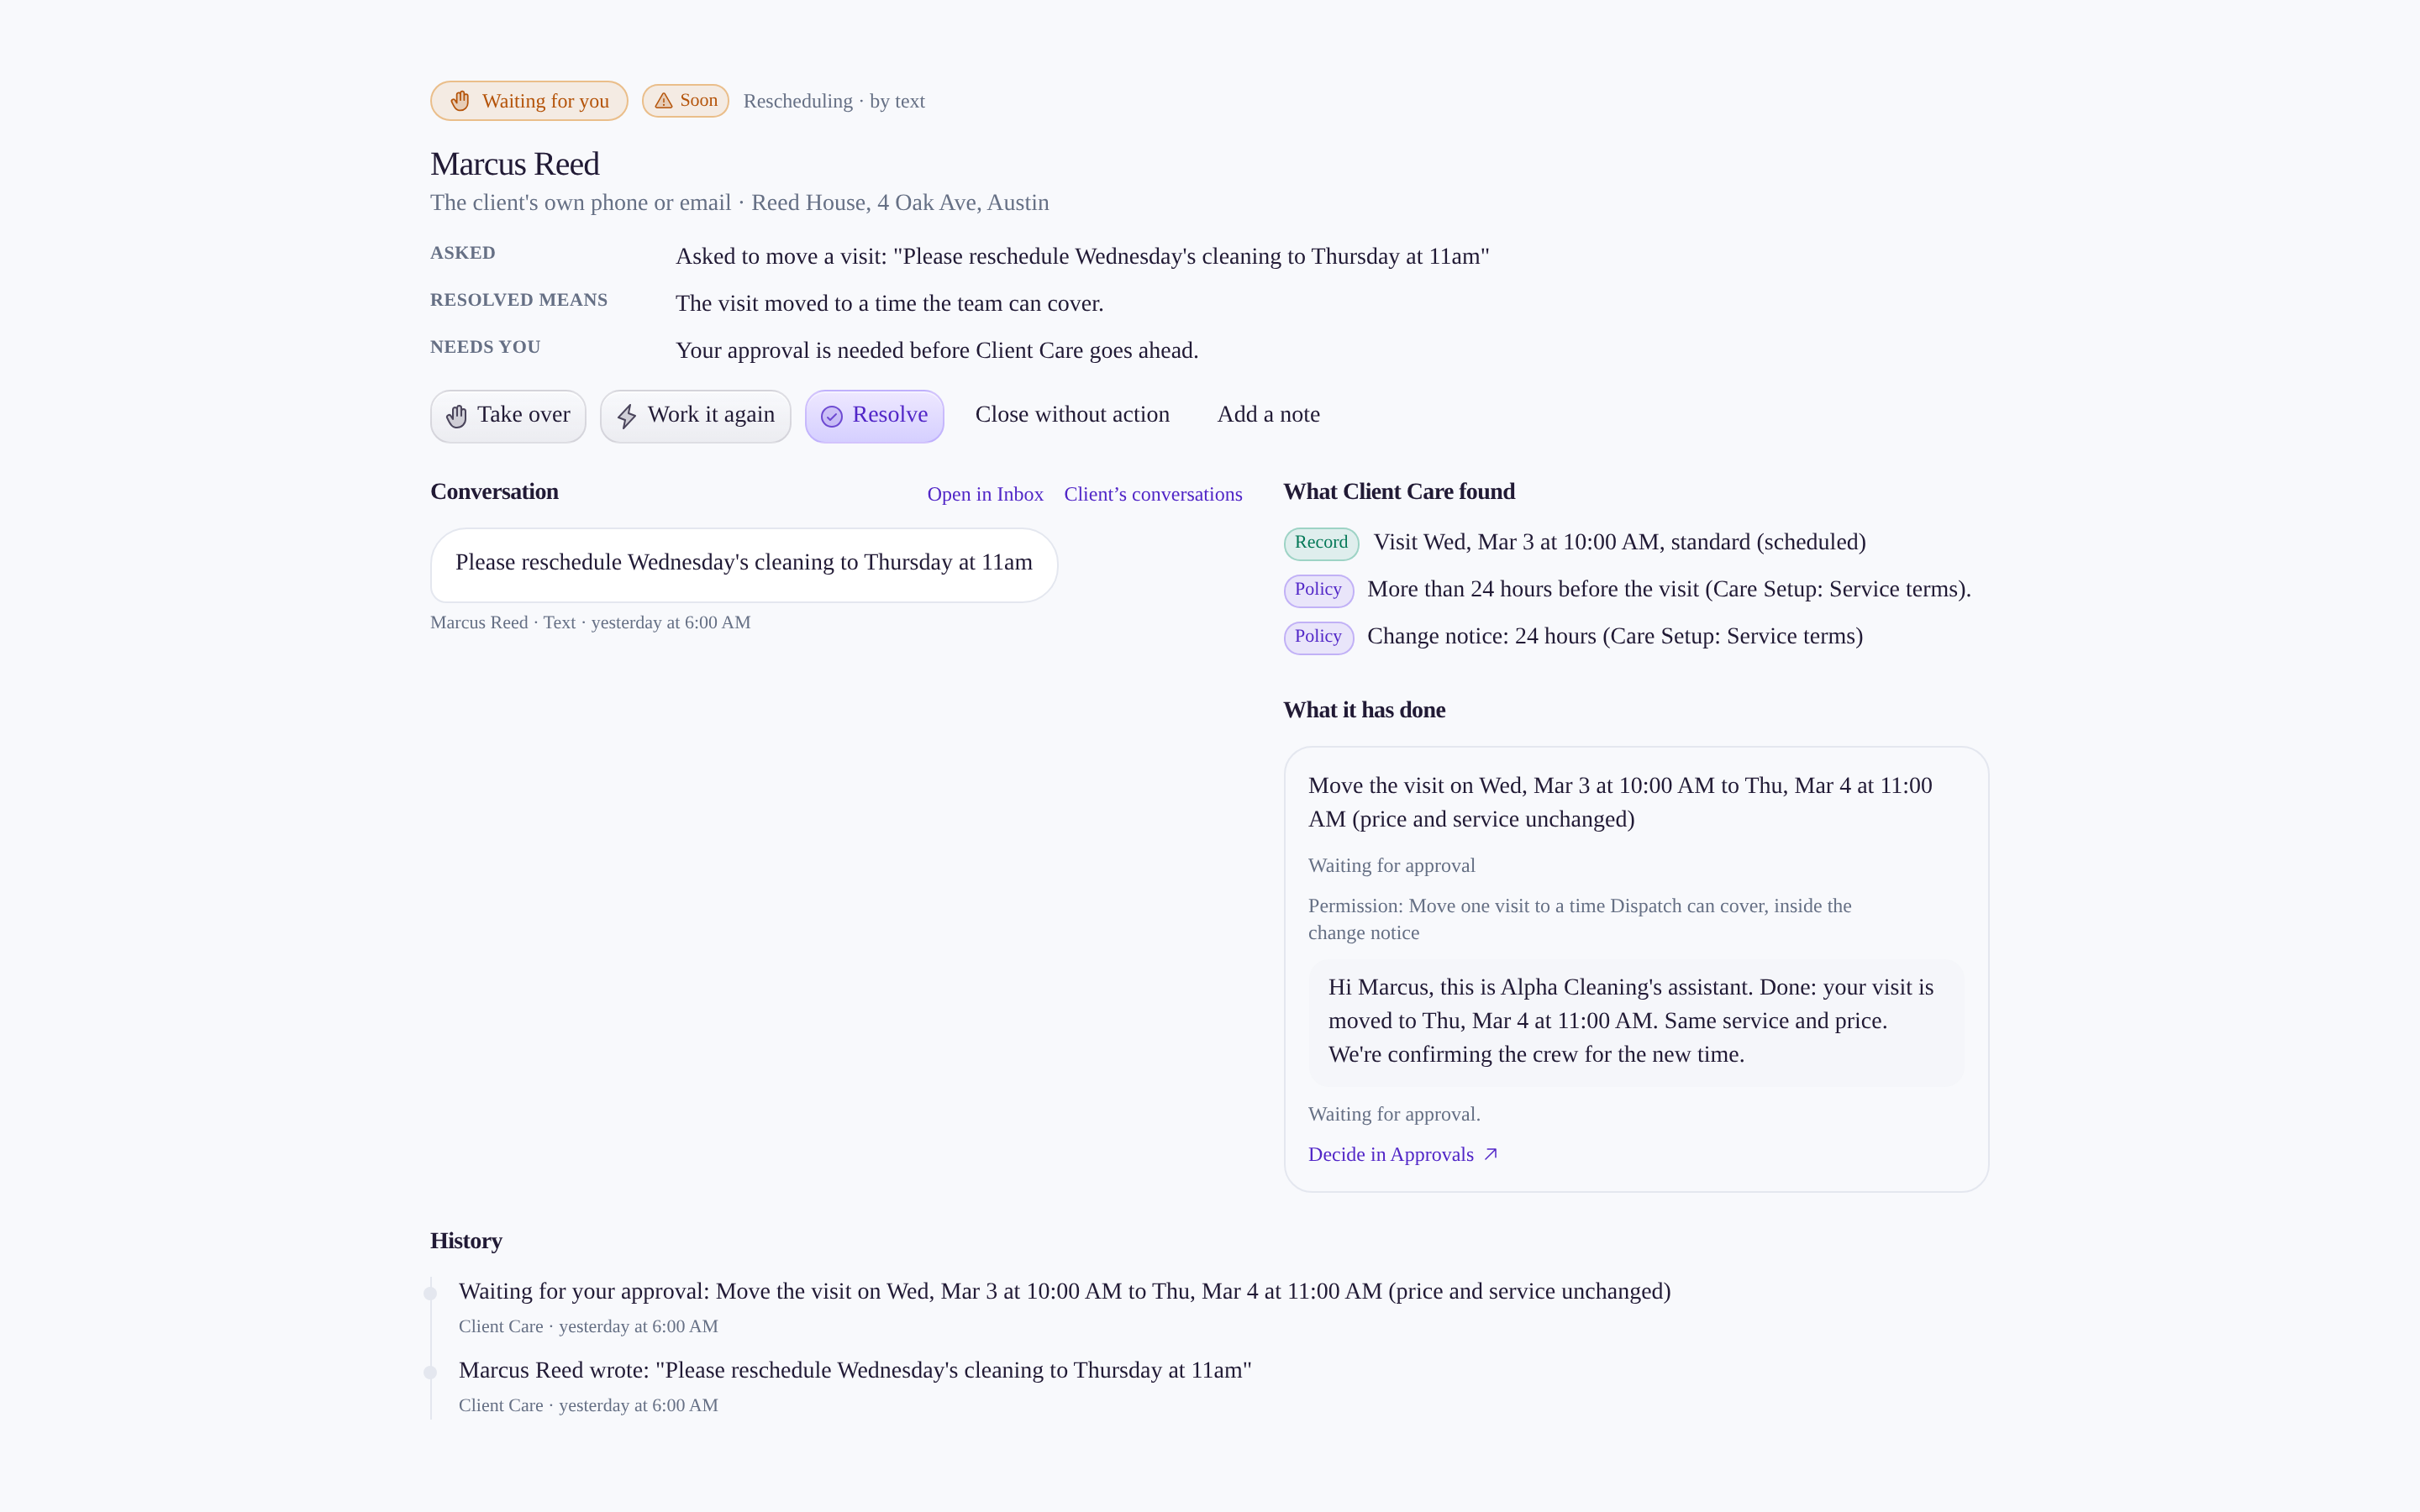 Waiting for you
Soon
Rescheduling · by text
Marcus Reed
The client's own phone or email · Reed House, 4 Oak Ave, Austin
ASKED
Asked to move a visit: "Please reschedule Wednesday's cleaning to Thursday at 11am"
RESOLVED MEANS
The visit moved to a time the team can cover.
NEEDS YOU
Your approval is needed before Client Care goes ahead.
Take over
Work it again
Resolve
Close without action
Add a note
Conversation
Open in Inbox
Client’s conversations
Please reschedule Wednesday's cleaning to Thursday at 11am
Marcus Reed · Text · yesterday at 6:00 AM
What Client Care found
Record
Visit Wed, Mar 3 at 10:00 AM, standard (scheduled)
Policy
More than 24 hours before the visit (Care Setup: Service terms).
Policy
Change notice: 24 hours (Care Setup: Service terms)
What it has done
Move the visit on Wed, Mar 3 at 10:00 AM to Thu, Mar 4 at 11:00
AM (price and service unchanged)
Waiting for approval
Permission: Move one visit to a time Dispatch can cover, inside the
change notice
Hi Marcus, this is Alpha Cleaning's assistant. Done: your visit is
moved to Thu, Mar 4 at 11:00 AM. Same service and price.
We're confirming the crew for the new time.
Waiting for approval.
Decide in Approvals
History
Waiting for your approval: Move the visit on Wed, Mar 3 at 10:00 AM to Thu, Mar 4 at 11:00 AM (price and service unchanged)
Client Care · yesterday at 6:00 AM
Marcus Reed wrote: "Please reschedule Wednesday's cleaning to Thursday at 11am"
Client Care · yesterday at 6:00 AM